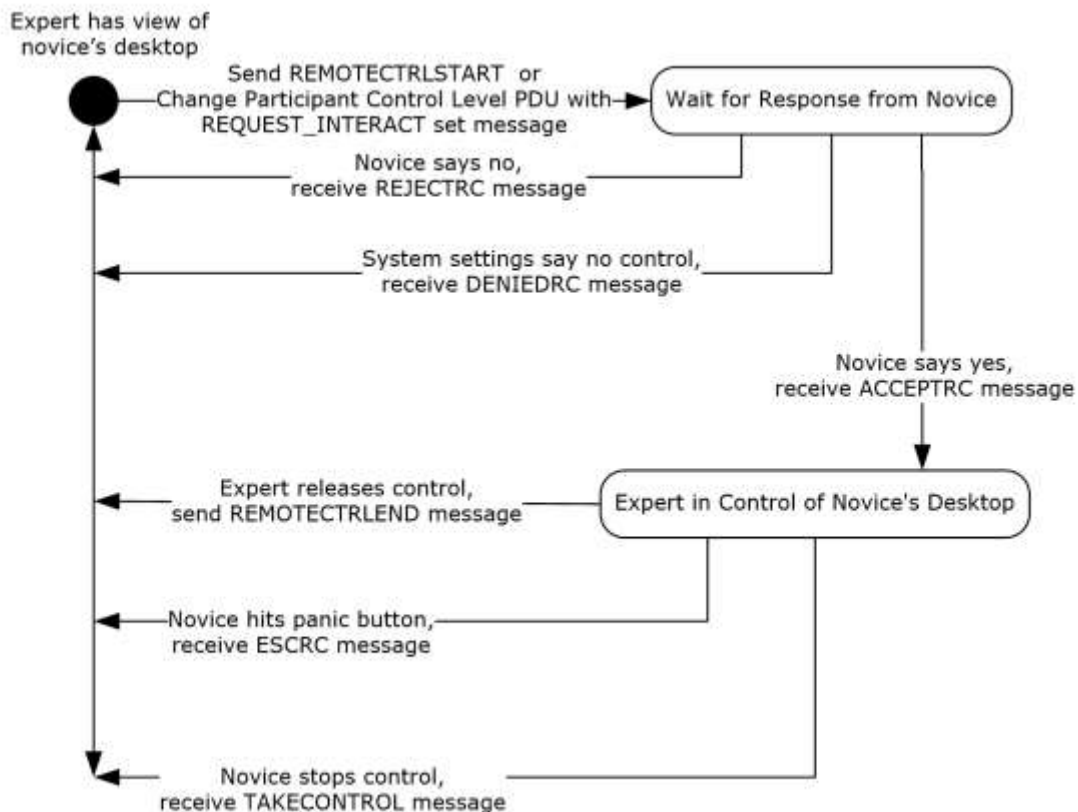 Expert has view of
novice's desktop
Send REMOTECTRLSTART or
Change Participant Control Level PDU with
REQUEST_INTERACT set message
Wait for Response from Novice
Novice says no,
receive REJECTRC message
System settings say no control,
receive DENIEDRC message
Novice says yes,
receive ACCEPTRC message
Expert releases control,
send REMOTECTRLEND message
Expert in Control of Novice's Desktop
Novice hits panic button,
receive ESCRC message
Novice stops control,
receive TAKECONTROL message